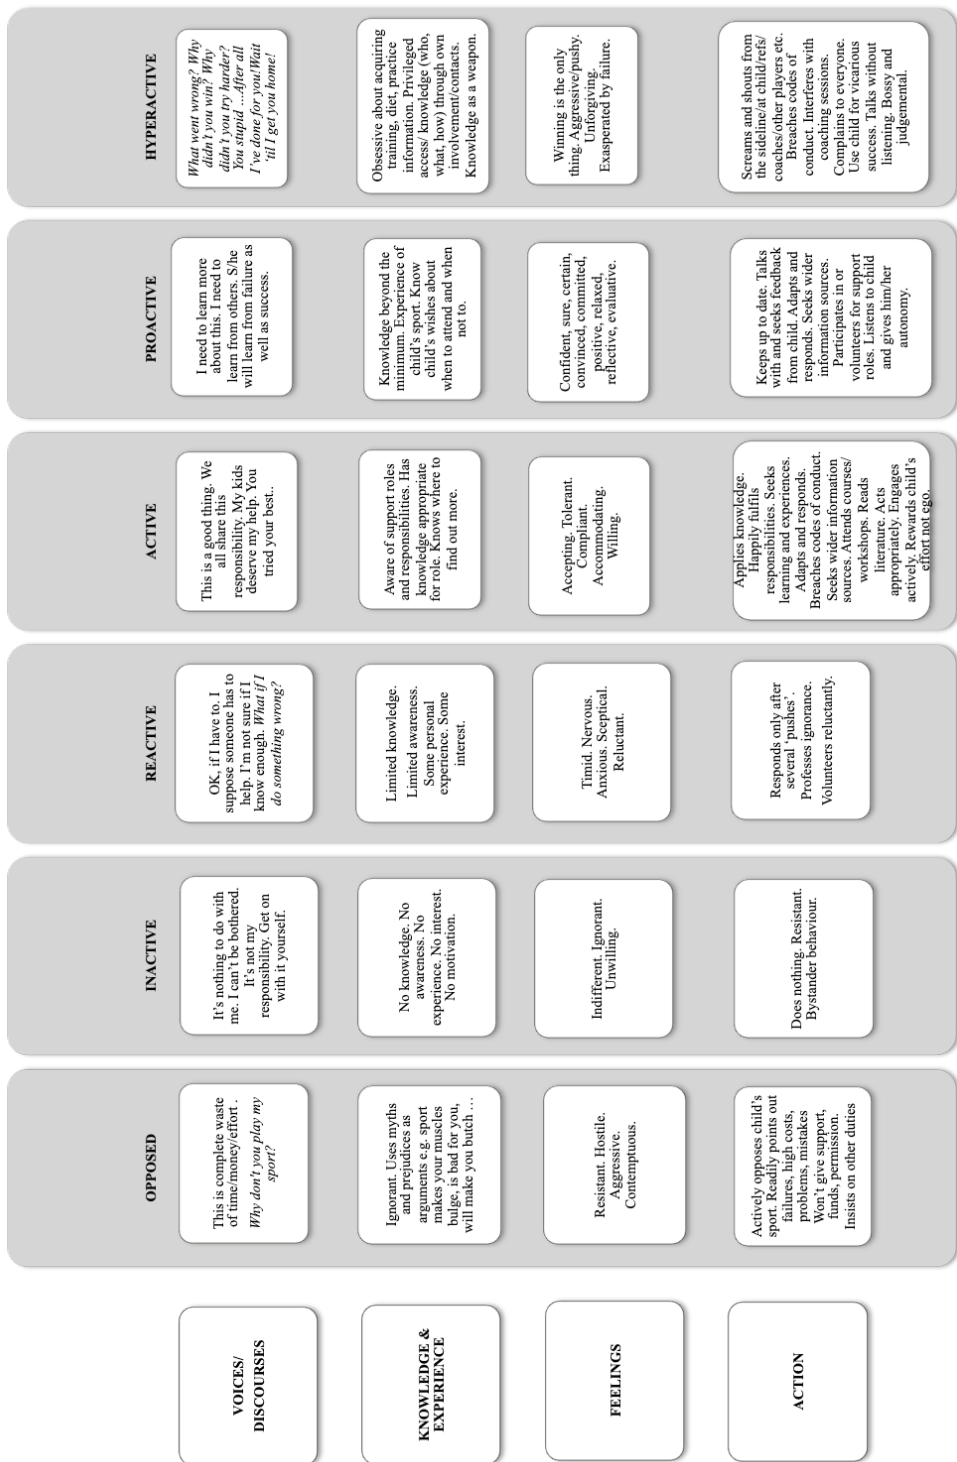 OPPOSED
INACTIVE
REACTIVE
ACTIVE
PROACTIVE
HYPERACTIVE
VOICES/
DISCOURSES
This is complete waste
of time/money/effort .
Why don't you play my
sport?
It's nothing to do with
me. I can't be bothered.
It's not my
responsibility. Get on
with it yourself.
OK, if I have to. I
suppose someone has to
help. I'm not sure if I
know enough. What if I
do something wrong?
This is a good thing. We
all share this
responsibility. My kids
deserve my help. You
tried your best..
I need to learn more
about this. I need to
learn from others. S/he
will learn from failure as
well as success.
What went wrong? Why
didn't you win? Why
didn't you try harder?
You stupid ...After all
I've done for you!Wait
'til I get you home!
KNOWLEDGE &
EXPERIENCE
Ignorant. Uses myths
and prejudices as
arguments e.g. sport
makes your muscles
bulge, is bad for you,
will make you butch …
No knowledge. No
awareness. No
experience. No interest.
No motivation.
Limited knowledge.
Limited awareness.
Some personal
experience. Some
interest.
Aware of support roles
and responsibilities. Has
knowledge appropriate
for role. Knows where to
find out more.
Knowledge beyond the
minimum. Experience of
child's sport. Know
child's wishes about
when to attend and when
not to.
Obsessive about acquiring
training, diet, practice
information. Privileged
access/ knowledge (who,
what, how) through own
involvement/contacts.
Knowledge as a weapon.
FEELINGS
Resistant. Hostile.
Aggressive.
Contemptuous.
Indifferent. Ignorant.
Unwilling.
Timid. Nervous.
Anxious. Sceptical.
Reluctant.
Accepting. Tolerant.
Compliant.
Accommodating.
Willing.
Confident, sure, certain,
convinced, committed,
positive, relaxed,
reflective, evaluative.
Winning is the only
thing. Aggressive/pushy.
Unforgiving.
Exasperated by failure.
ACTION
Actively opposes child's
sport. Readily points out
failures, high costs,
problems, mistakes
Won't give support,
funds, permission.
Insists on other duties
Does nothing. Resistant.
Bystander behaviour.
Responds only after
several 'pushes'.
Professes ignorance.
Volunteers reluctantly.
Applies knowledge.
Happily fulfils
responsibilities. Seeks
learning and experiences.
Adapts and responds.
Breaches codes of conduct.
Seeks wider information
sources. Attends courses/
workshops. Reads
literature. Acts
appropriately. Engages
actively. Rewards child's
effort not ego.
Keeps up to date. Talks
with and seeks feedback
from child. Adapts and
responds. Seeks wider
information sources.
Participates in or
volunteers for support
roles. Listens to child
and gives him/her
autonomy.
Screams and shouts from
the sideline/at child/refs/
coaches/other players etc.
Breaches codes of
conduct. Interferes with
coaching sessions.
Complains to everyone.
Use child for vicarious
success. Talks without
listening. Bossy and
judgemental.